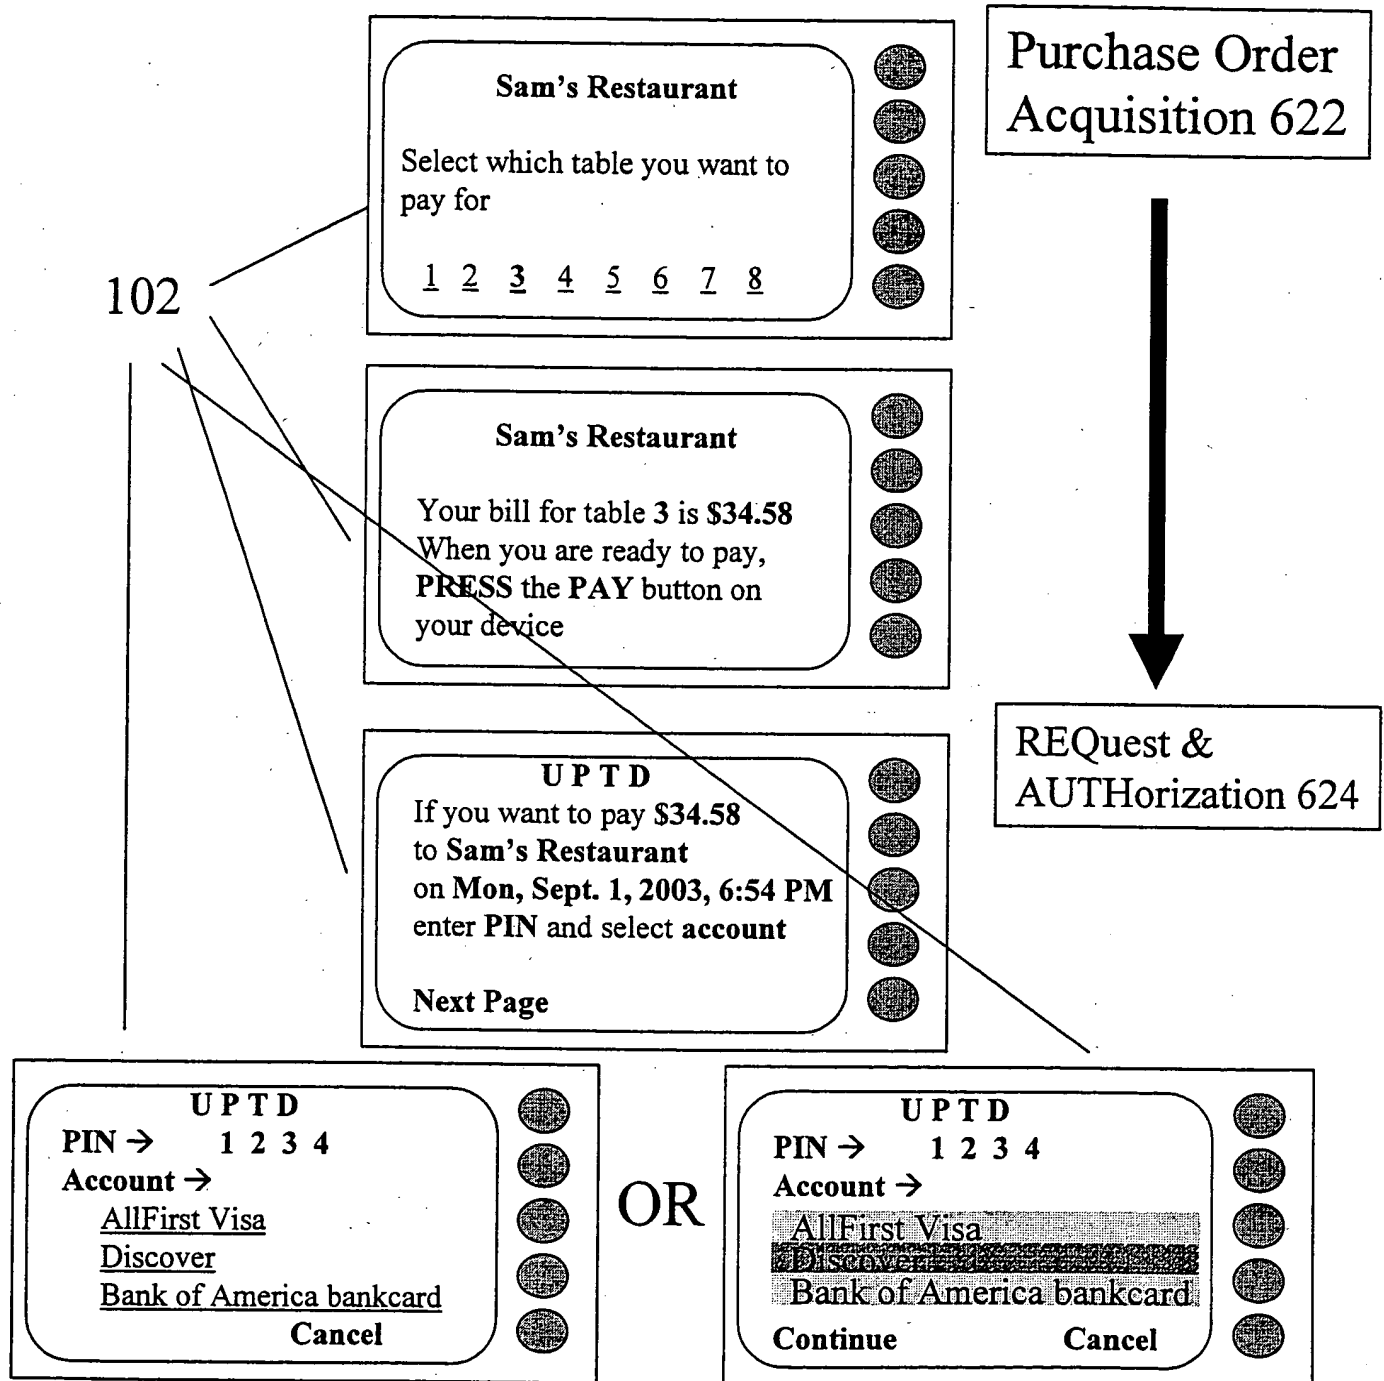 Sam's Restaurant
Select which table you want to
pay for
1 2 3 4 5 6 7 8
Purchase Order
Acquisition 622
102
Sam's Restaurant
Your bill for table 3 is $34.58
When you are ready to pay,
PRESS the PAY button on
your device
UPTD
If you want to pay $34.58
to Sam's Restaurant
on Mon, Sept. 1, 2003, 6:54 PM
enter PIN and select account
Next Page
REQuest &
AUTHorization 624
UPTD
PIN → 1 2 3 4
Account →
AllFirst Visa
Discover
Bank of America bankcard
Cancel
OR
UPTD
PIN → 1 2 3 4
Account →
AllFirst Visa
Discover
Bank of America bankcard
Continue Cancel